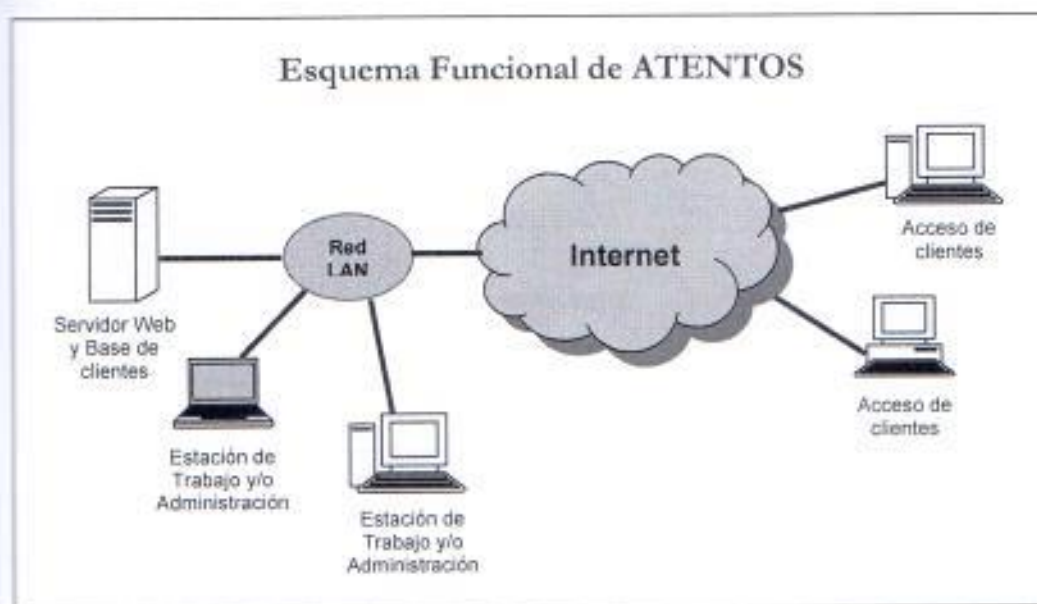 Esquema Funcional de ATENTOS
Servidor Web
y Base de
clientes
Red
LAN
Internet
Acceso de
clientes
Acceso de
clientes
Estación de
Trabajo y/o
Administración
Estación de
Trabajo y/o
Administración